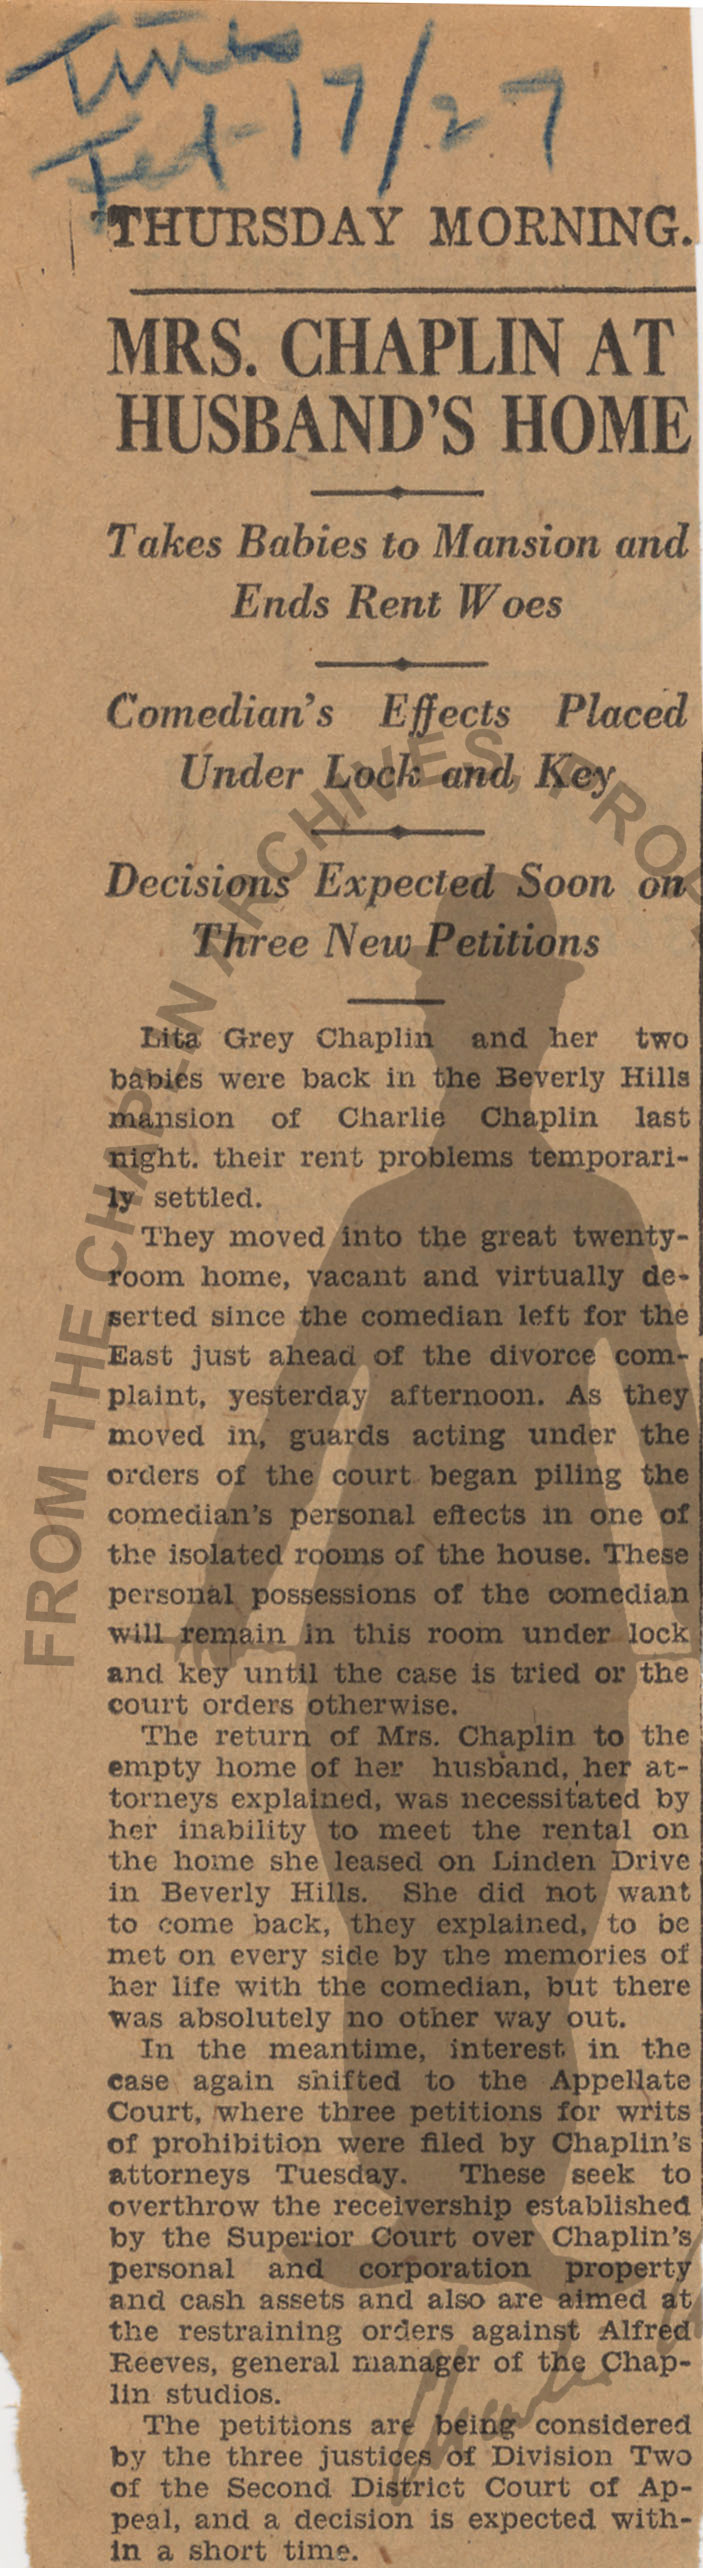 Times
Feb-17/27
THURSDAY MORNING.
MRS. CHAPLIN AT
HUSBAND'S HOME
Takes Babies to Mansion and
Ends Rent Woes
Comedian's Effects Placed
Under Lock and Key
Decisions Expected Soon on
Three New Petitions
Lita Grey Chaplin and her two
babies were back in the Beverly Hills
mansion of Charlie Chaplin last
night. their rent problems temporari-
ly settled.
They moved into the great twenty-
room home, vacant and virtually de-
serted since the comedian left for the
East just ahead of the divorce com-
plaint, yesterday afternoon. As they
moved in, guards acting under the
orders of the court began piling the
comedian's personal effects in one of
the isolated rooms of the house. These
personal possessions of the comedian
will remain in this room under lock
and key until the case is tried or the
court orders otherwise.
The return of Mrs. Chaplin to the
empty home of her husband, her at-
torneys explained, was necessitated by
her inability to meet the rental on
the home she leased on Linden Drive
in Beverly Hills. She did not want
to come back, they explained, to be
met on every side by the memories of
her life with the comedian, but there
was absolutely no other way out.
In the meantime, interest in the
case again shifted to the Appellate
Court, where three petitions for writs
of prohibition were filed by Chaplin's
attorneys Tuesday. These seek to
overthrow the receivership established
by the Superior Court over Chaplin's
personal and corporation property
and cash assets and also are aimed at
the restraining orders against Alfred
Reeves, general manager of the Chap-
lin studios.
The petitions are being considered
by the three justices of Division Two
of the Second District Court of Ap-
peal, and a decision is expected with-
in a short time.
FROM THE CHAPLIN ARCHIVES, PROP
Charlie